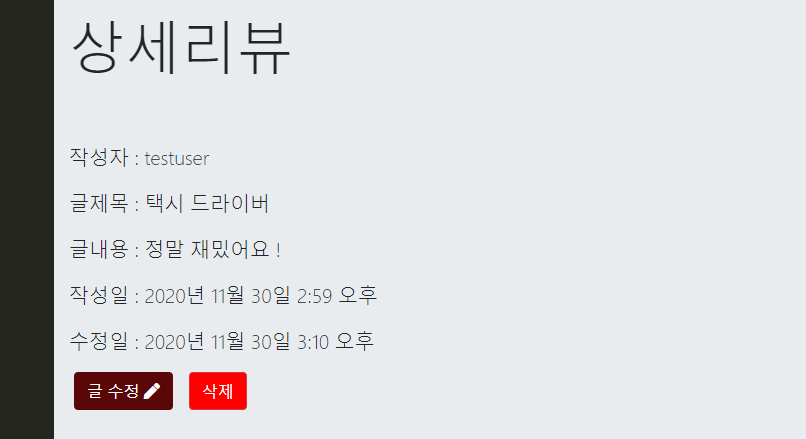 상세리뷰
작성자 : testuser
글제목 : 택시 드라이버
글내용 : 정말 재밌어요 !
작성일 : 2020년 11월 30일 2:59 오후
수정일 : 2020년 11월 30일 3:10 오후
글 수정 삭제